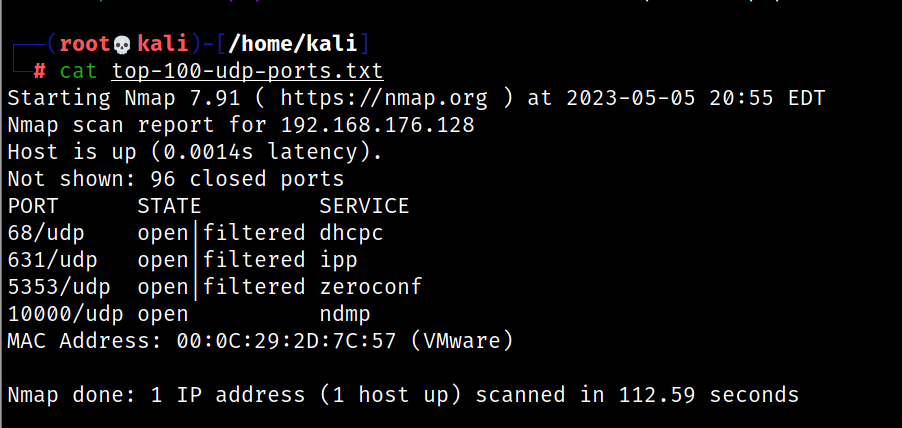 ┌──(root💀kali)-[/home/kali]
└─# cat top-100-udp-ports.txt
Starting Nmap 7.91 ( https://nmap.org ) at 2023-05-05 20:55 EDT
Nmap scan report for 192.168.176.128
Host is up (0.0014s latency).
Not shown: 96 closed ports
PORT      STATE         SERVICE
68/udp    open|filtered dhcpc
631/udp   open|filtered ipp
5353/udp  open|filtered zeroconf
10000/udp open          ndmp
MAC Address: 00:0C:29:2D:7C:57 (VMware)
Nmap done: 1 IP address (1 host up) scanned in 112.59 seconds